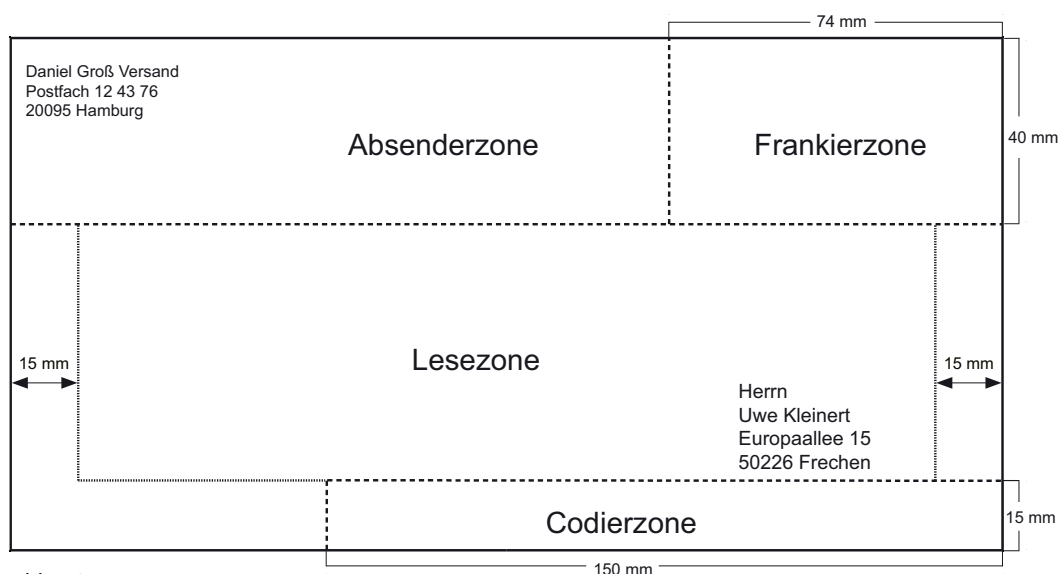 74 mm
Daniel Groß Versand
Postfach 12 43 76
20095 Hamburg
Absenderzone
Frankierzone
40 mm
15 mm
Lesezone
15 mm
Herrn
Uwe Kleinert
Europaallee 15
50226 Frechen
Codierzone
15 mm
150 mm